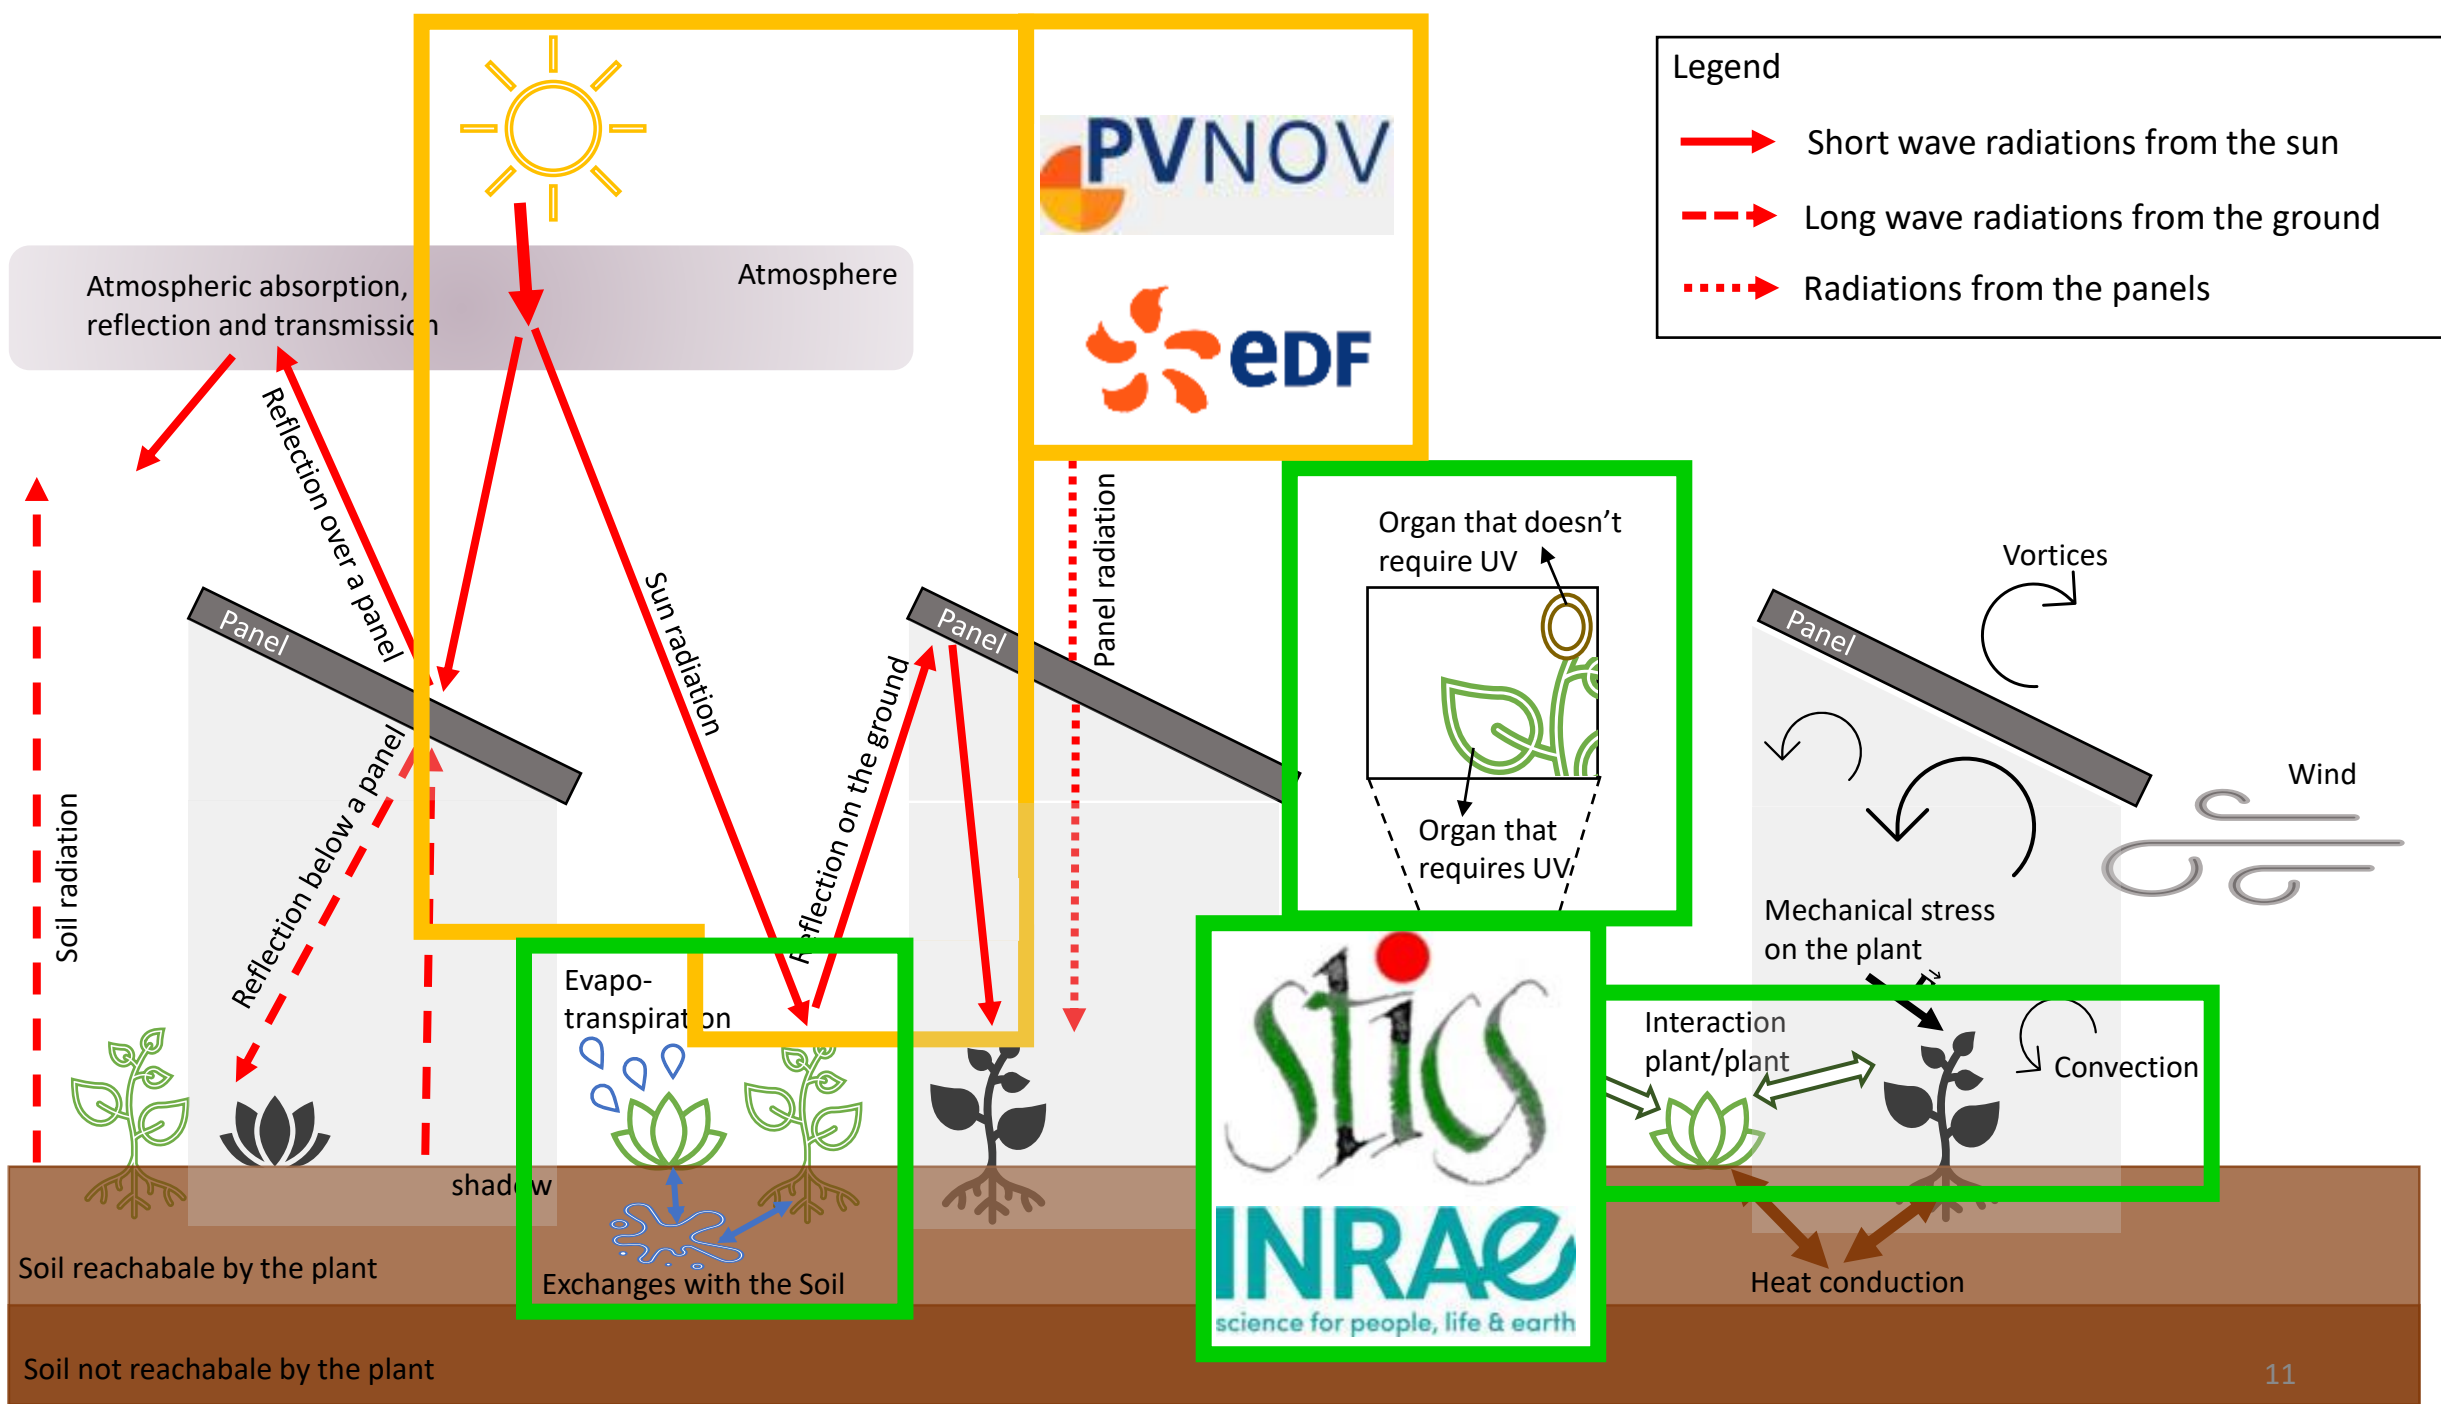 Legend
Short wave radiations from the sun
Long wave radiations from the ground
Radiations from the panels
PVNOV
eDF
Atmosphere
Atmospheric absorption,
reflection and transmission
Reflection over a panel
Sun radiation
Panel radiation
Panel
Panel
Panel
Reflection on the ground
Reflection below a panel
Soil radiation
Organ that doesn't
require UV
Organ that
requires UV
Vortices
Wind
Mechanical stress
on the plant
Evapo-
transpiration
Interaction
plant/plant
Convection
shadow
Exchanges with the Soil
stics
INRAe
science for people, life & earth
Heat conduction
Soil reachabale by the plant
Soil not reachabale by the plant
11